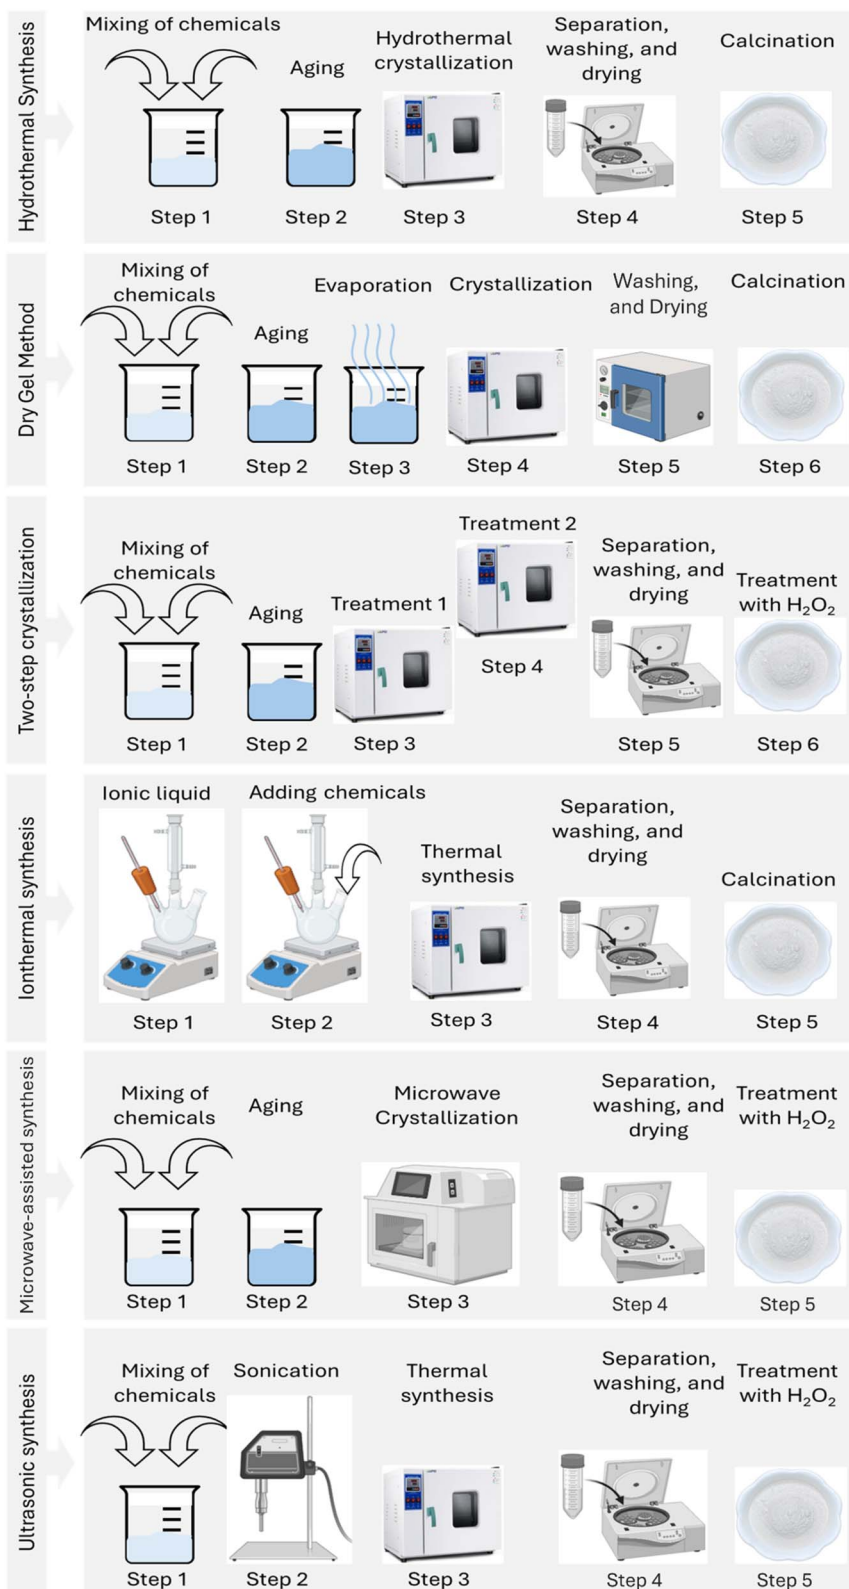 Hydrothermal Synthesis
Mixing of chemicals
Aging
Hydrothermal
crystallization
Separation,
washing, and
drying
Calcination
Step 1
Step 2
Step 3
Step 4
Step 5
Dry Gel Method
Mixing of
chemicals
Aging
Evaporation
Crystallization
Washing,
and Drying
Calcination
Step 1
Step 2
Step 3
Step 4
Step 5
Step 6
Two-step crystallization
Mixing of
chemicals
Aging
Treatment 1
Treatment 2
Separation,
washing, and
drying
Treatment
with H₂O₂
Step 1
Step 2
Step 3
Step 4
Step 5
Step 6
Ionthermal synthesis
Ionic liquid
Adding chemicals
Thermal
synthesis
Separation,
washing, and
drying
Calcination
Step 1
Step 2
Step 3
Step 4
Step 5
Microwave-assisted synthesis
Mixing of
chemicals
Aging
Microwave
Crystallization
Separation,
washing, and
drying
Treatment
with H₂O₂
Step 1
Step 2
Step 3
Step 4
Step 5
Ultrasonic synthesis
Mixing of
chemicals
Sonication
Thermal
synthesis
Separation,
washing, and
drying
Treatment
with H₂O₂
Step 1
Step 2
Step 3
Step 4
Step 5